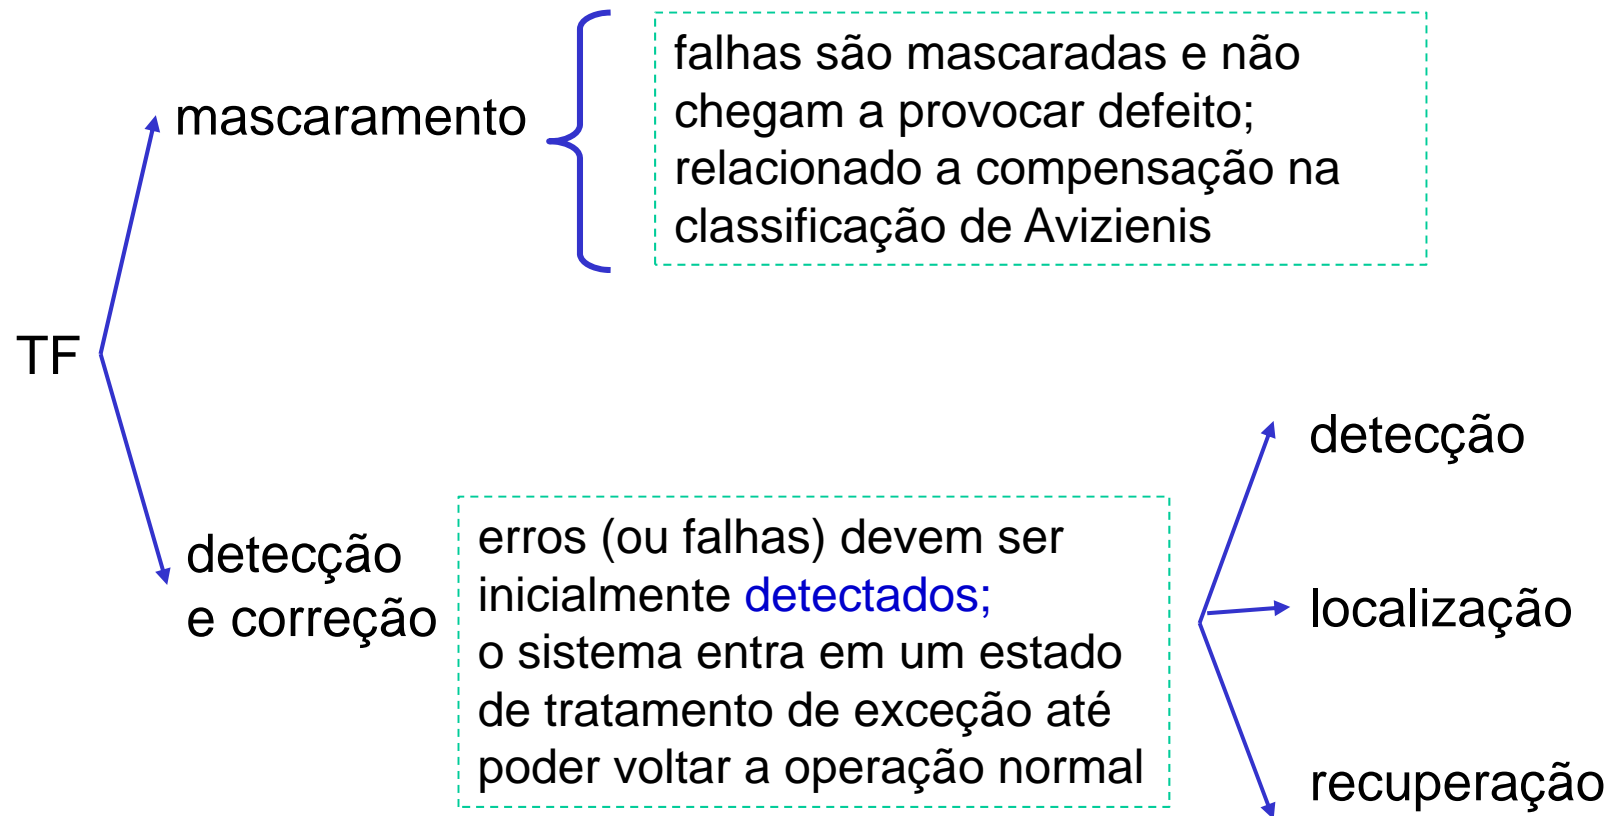 falhas são mascaradas e não
chegam a provocar defeito;
relacionado a compensação na
classificação de Avizienis
mascaramento
TF
detecção
e correção
erros (ou falhas) devem ser
inicialmente detectados;
o sistema entra em um estado
de tratamento de exceção até
poder voltar a operação normal
detecção
localização
recuperação